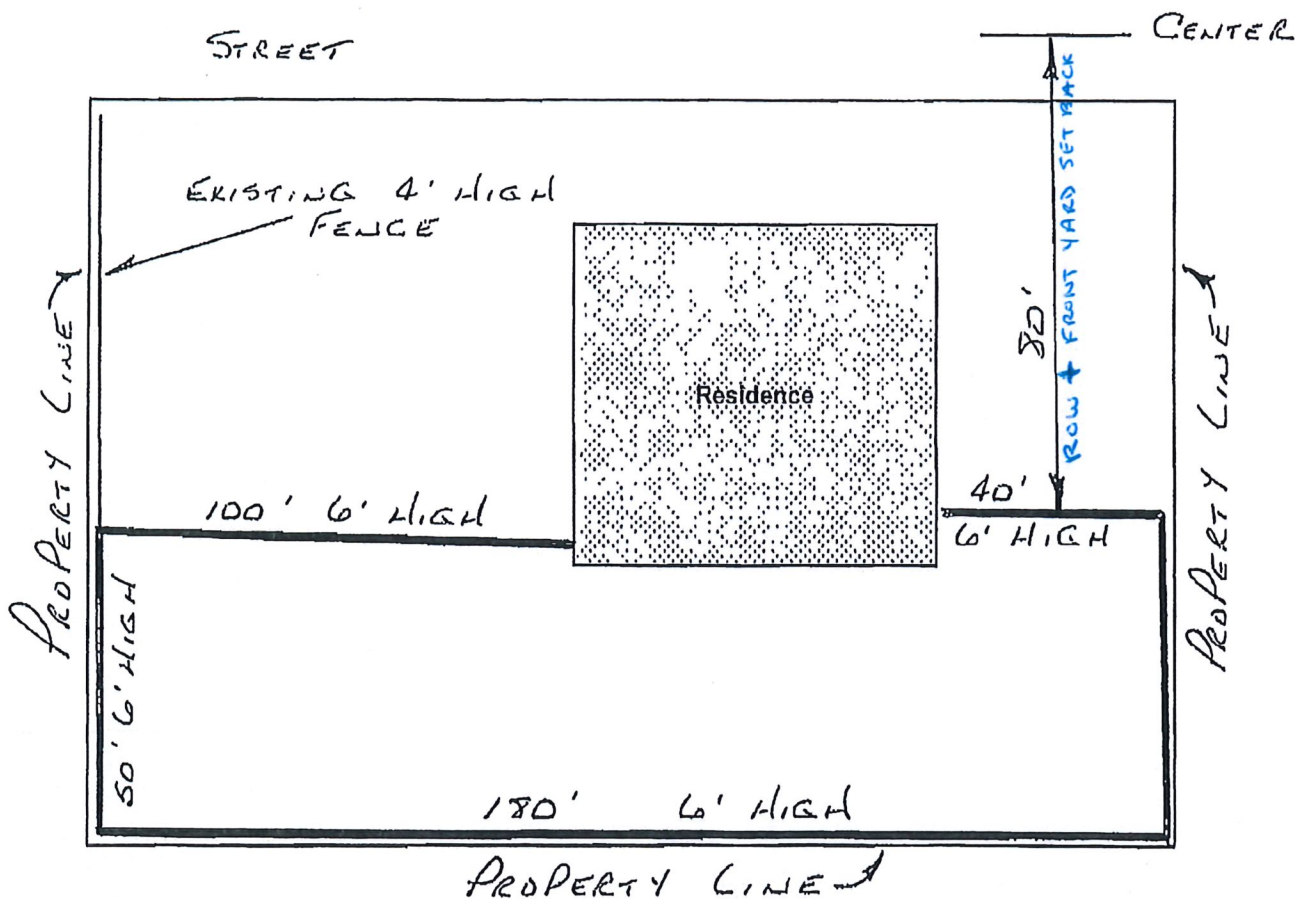 STREET
CENTER
EXISTING 4' HIGH
FENCE
PROPERTY LINE
80'
ROW + FRONT YARD SET BACK
PROPERTY LINE
Residence
100' 6' HIGH
40'
6' HIGH
50' 6' HIGH
180' 6' HIGH
PROPERTY LINE